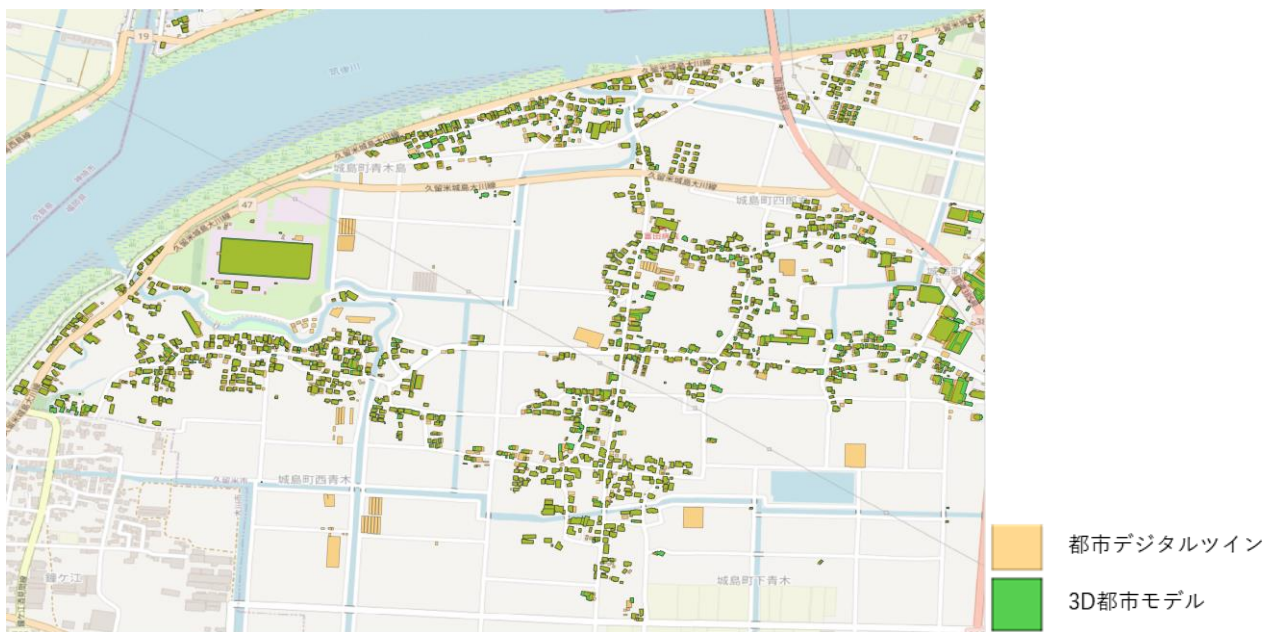 19
47
久留米城島大川線
筑後川
久留米城島大川線
城島町青木島
久留米城島大川線
47
久留米城島大川線
城島町四郎丸
城島町
城島町西青木
城島町下青木
鐘ケ江
都市デジタルツイン
3D都市モデル